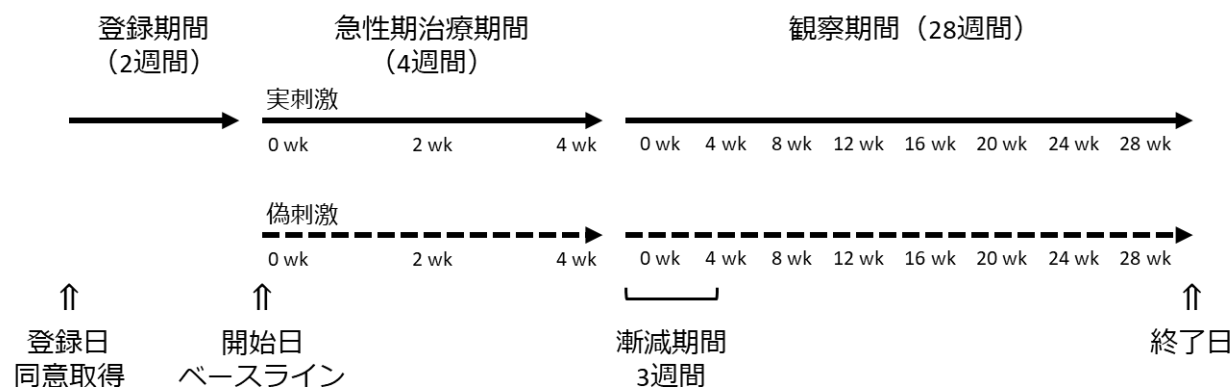 登録期間
（2週間）
急性期治療期間
（4週間）
観察期間（28週間）
実刺激
0 wk 2 wk 4 wk 0 wk 4 wk 8 wk 12 wk 16 wk 20 wk 24 wk 28 wk
偽刺激
0 wk 2 wk 4 wk 0 wk 4 wk 8 wk 12 wk 16 wk 20 wk 24 wk 28 wk
⇑ ⇑ ⇑
登録日
同意取得
開始日
ベースライン
漸減期間
3週間
終了日